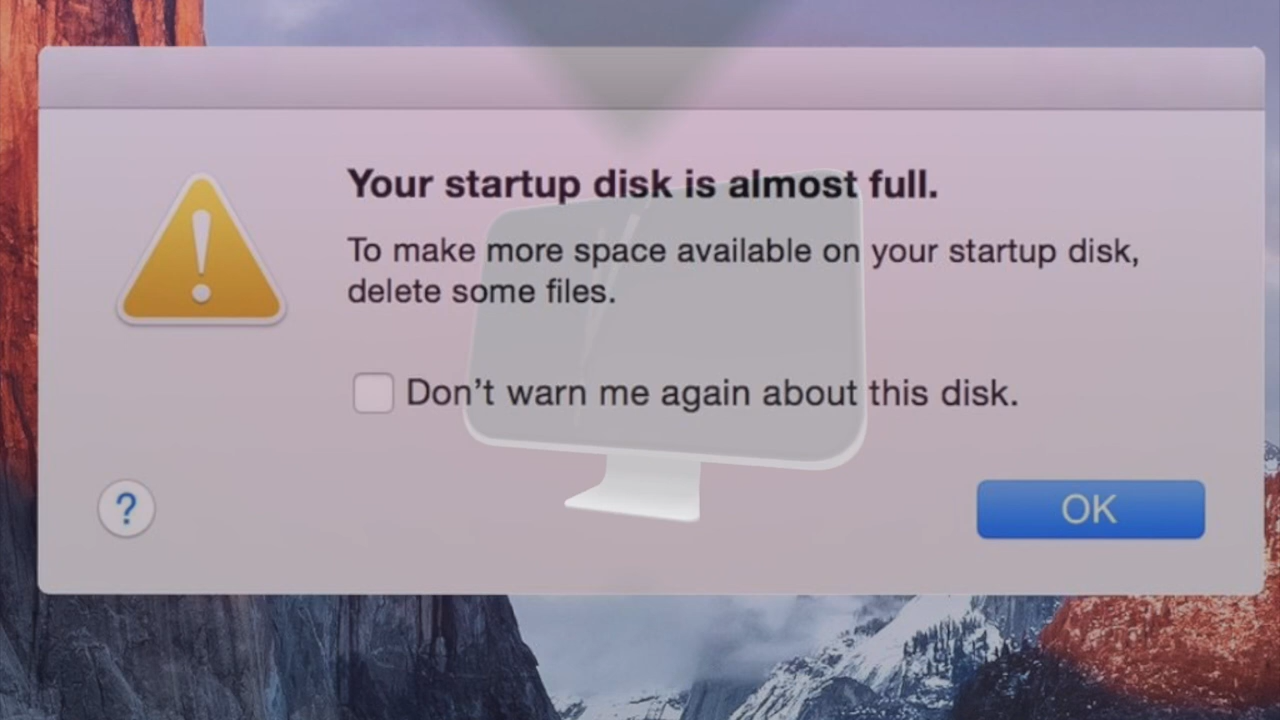 Your startup disk is almost full.
To make more space available on your startup disk,
delete some files.
Don’t warn me again about this disk.
?
OK